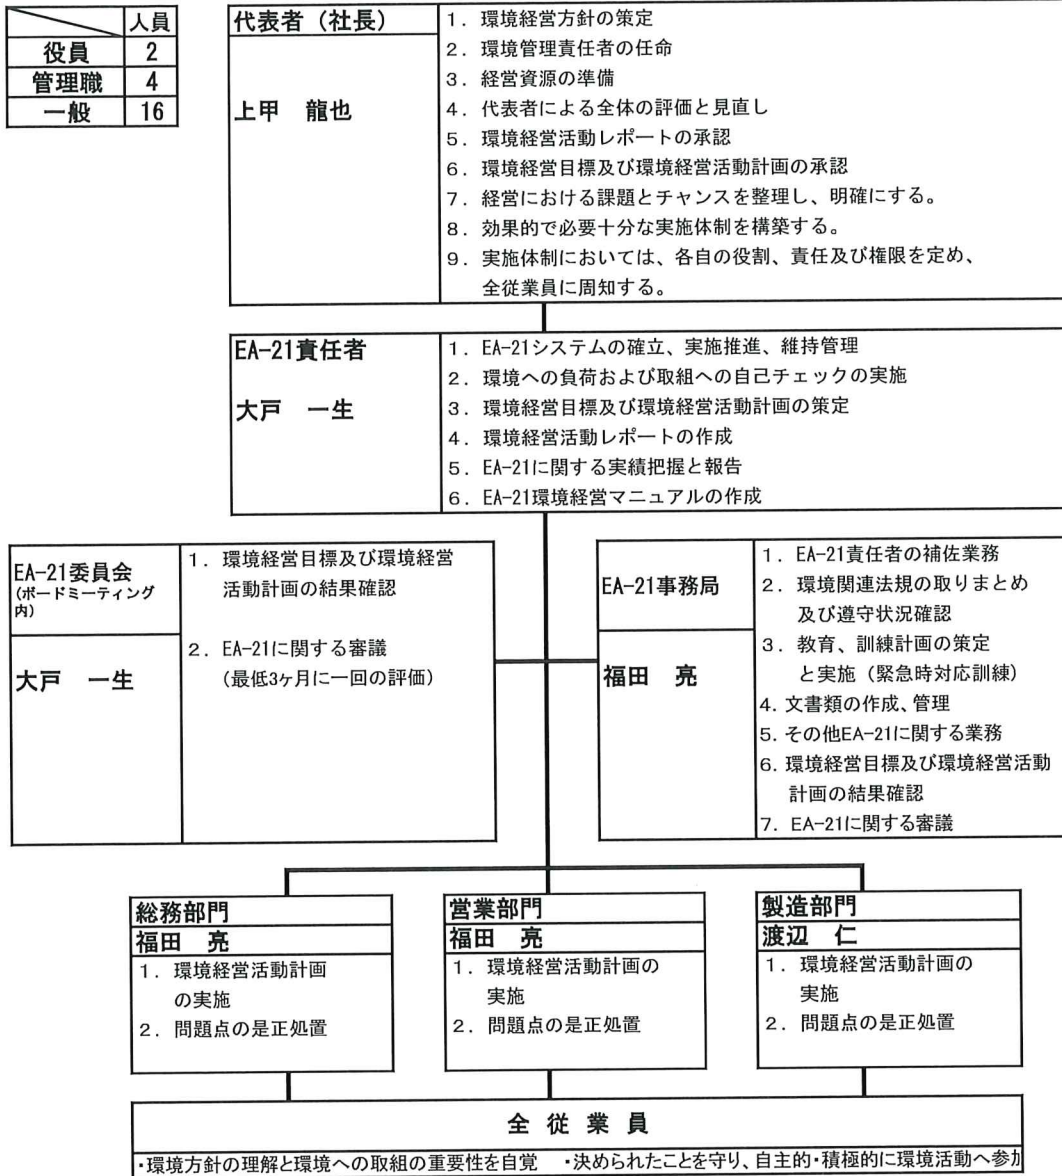 人員
役員 2
管理職 4
一般 16
代表者（社長）
上甲 龍也
1. 環境経営方針の策定
2. 環境管理責任者の任命
3. 経営資源の準備
4. 代表者による全体の評価と見直し
5. 環境経営活動レポートの承認
6. 環境経営目標及び環境経営活動計画の承認
7. 経営における課題とチャンスを整理し、明確にする。
8. 効果的で必要十分な実施体制を構築する。
9. 実施体制においては、各自の役割、責任及び権限を定め、
全従業員に周知する。
EA-21責任者
大戸 一生
1. EA-21システムの確立、実施推進、維持管理
2. 環境への負荷および取組への自己チェックの実施
3. 環境経営目標及び環境経営活動計画の策定
4. 環境経営活動レポートの作成
5. EA-21に関する実績把握と報告
6. EA-21環境経営マニュアルの作成
EA-21委員会
(ボードミーティング
内)
大戸 一生
1. 環境経営目標及び環境経営
活動計画の結果確認
2. EA-21に関する審議
(最低3ヶ月に一回の評価)
EA-21事務局
福田 亮
1. EA-21責任者の補佐業務
2. 環境関連法規の取りまとめ
及び遵守状況確認
3. 教育、訓練計画の策定
と実施（緊急時対応訓練）
4. 文書類の作成、管理
5. その他EA-21に関する業務
6. 環境経営目標及び環境経営活動
計画の結果確認
7. EA-21に関する審議
総務部門
福田 亮
1. 環境経営活動計画
の実施
2. 問題点の是正処置
営業部門
福田 亮
1. 環境経営活動計画の
実施
2. 問題点の是正処置
製造部門
渡辺 仁
1. 環境経営活動計画の
実施
2. 問題点の是正処置
全従業員
・環境方針の理解と環境への取組の重要性を自覚 ・決められたことを守り、自主的・積極的に環境活動へ参加